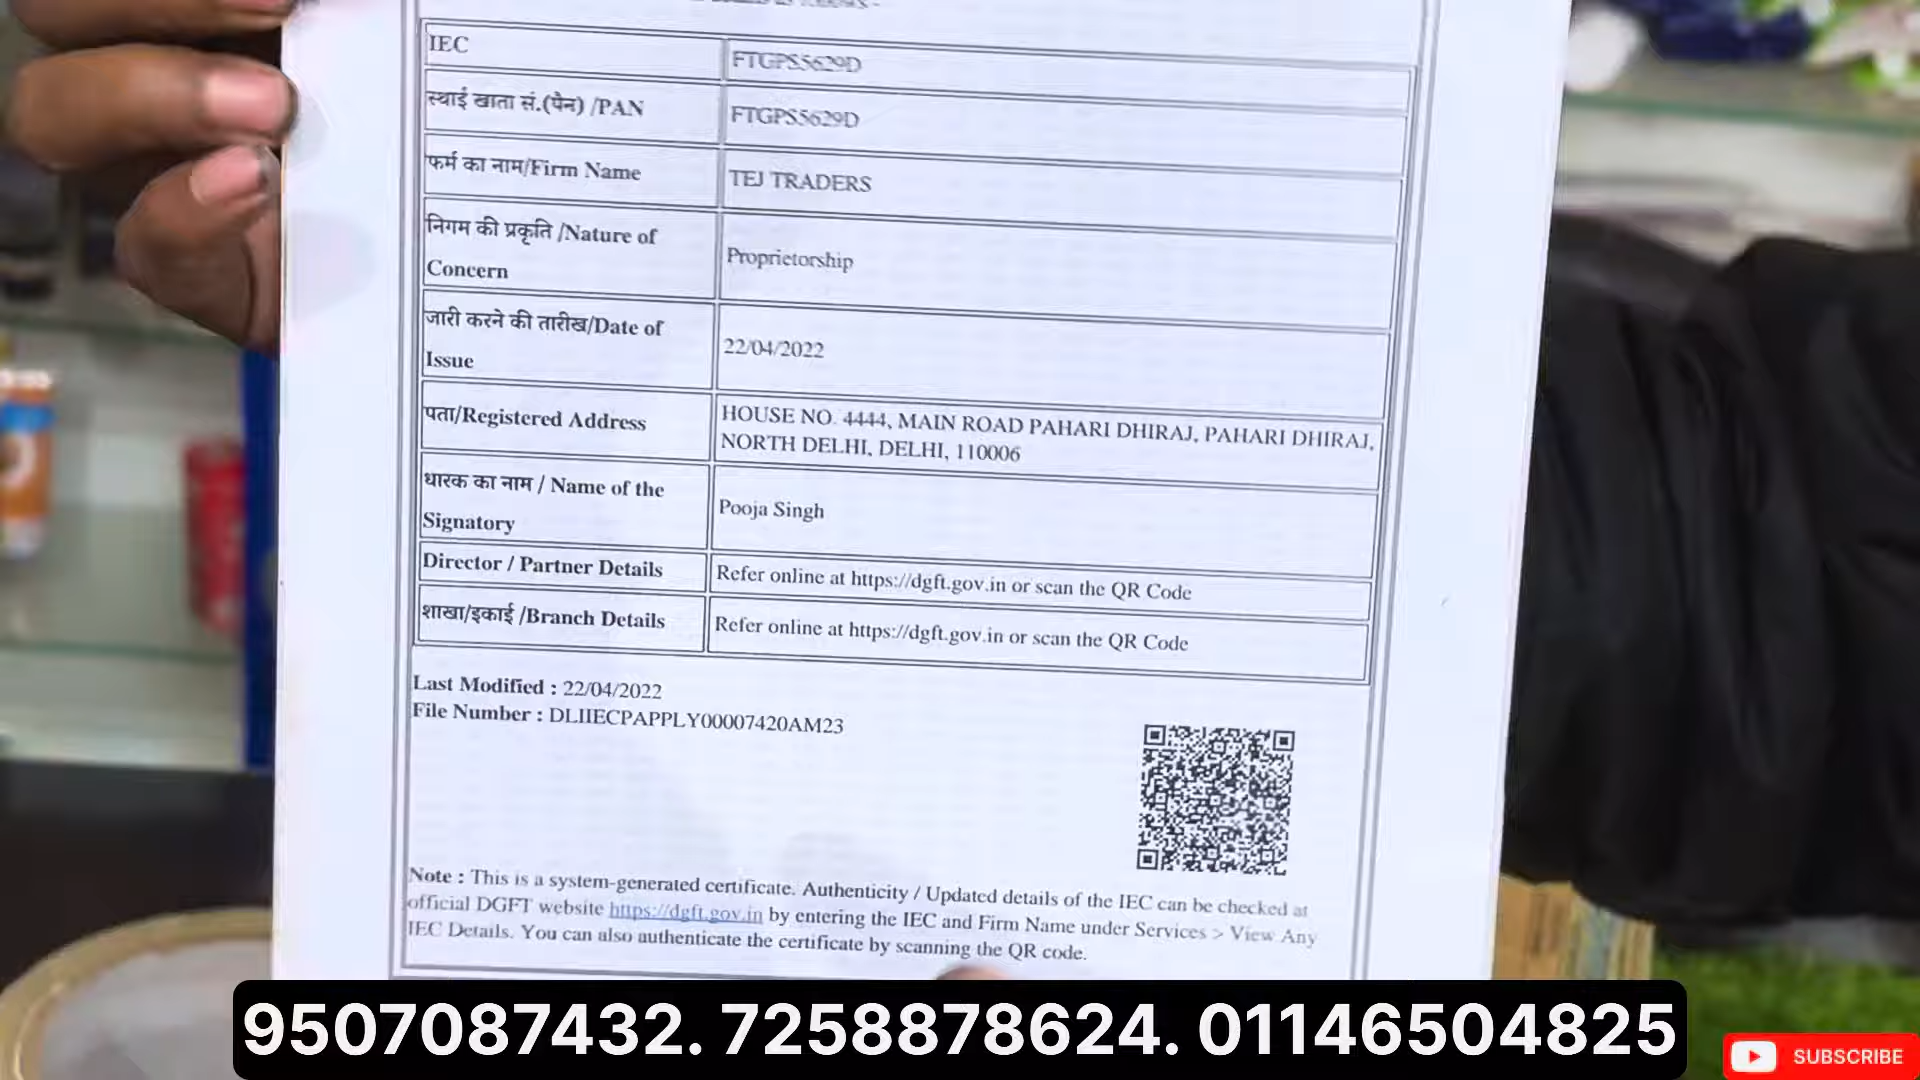 IEC
FTGPS5629D
स्थाई खाता सं.(पैन) /PAN
FTGPS5629D
फर्म का नाम/Firm Name
TEJ TRADERS
निगम की प्रकृति /Nature of
Concern
Proprietorship
जारी करने की तारीख/Date of
Issue
22/04/2022
पता/Registered Address
HOUSE NO. 4444, MAIN ROAD PAHARI DHIRAJ, PAHARI DHIRAJ,
NORTH DELHI, DELHI, 110006
धारक का नाम / Name of the
Signatory
Pooja Singh
Director / Partner Details
Refer online at https://dgft.gov.in or scan the QR Code
शाखा/इकाई /Branch Details
Refer online at https://dgft.gov.in or scan the QR Code
Last Modified : 22/04/2022
File Number : DLIIECPAPPLY00007420AM23
Note : This is a system-generated certificate. Authenticity / Updated details of the IEC can be checked at
official DGFT website https://dgft.gov.in by entering the IEC and Firm Name under Services > View Any
IEC Details. You can also authenticate the certificate by scanning the QR code.
9507087432. 7258878624. 01146504825
SUBSCRIBE